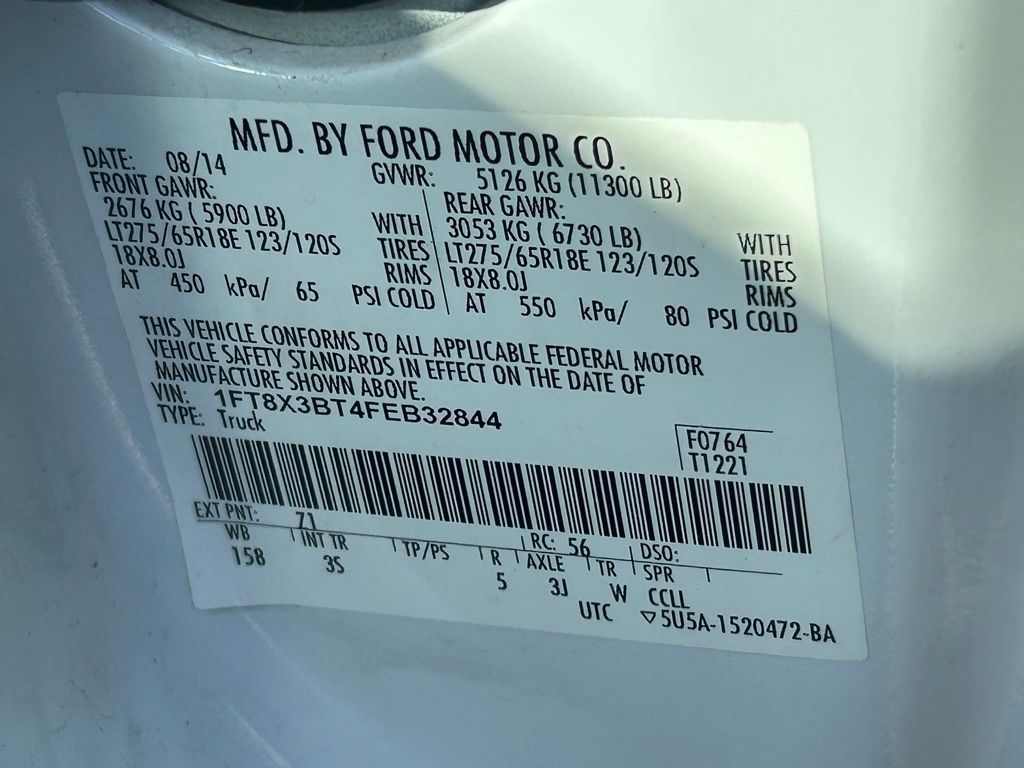 MFD. BY FORD MOTOR CO.
DATE: 08/14 GVWR: 5126 KG (11300 LB)
FRONT GAWR: REAR GAWR:
2676 KG ( 5900 LB) WITH 3053 KG ( 6730 LB) WITH
LT275/65R18E 123/120S TIRES LT275/65R18E 123/120S TIRES
18X8.0J RIMS 18X8.0J RIMS
AT 450 kPa/ 65 PSI COLD AT 550 kPa/ 80 PSI COLD
THIS VEHICLE CONFORMS TO ALL APPLICABLE FEDERAL MOTOR
VEHICLE SAFETY STANDARDS IN EFFECT ON THE DATE OF
MANUFACTURE SHOWN ABOVE.
VIN: 1FT8X3BT4FEB32844
TYPE: Truck
F0764
T1221
EXT PNT: 71 RC: 56 DSO:
WB INT TR TP/PS R AXLE TR SPR
158 3S 5 3J W CCLL
UTC ▽5U5A-1520472-BA